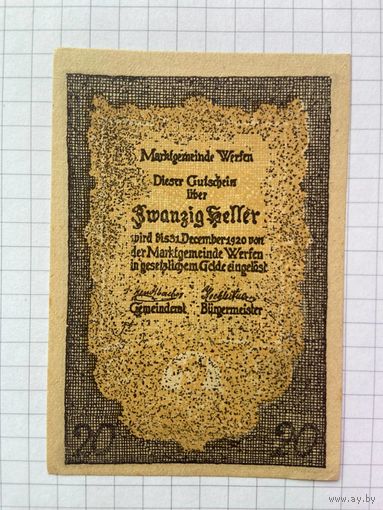 Marktgemeinde Werfen
Dieser Gutschein
über
Zwanzig Heller
wird bis 31. December 1920 von
der Marktgemeinde Werfen
in gesetzlichem Gelde eingelöst
Gemeinderat Bürgermeister
20 20
www.ay.by